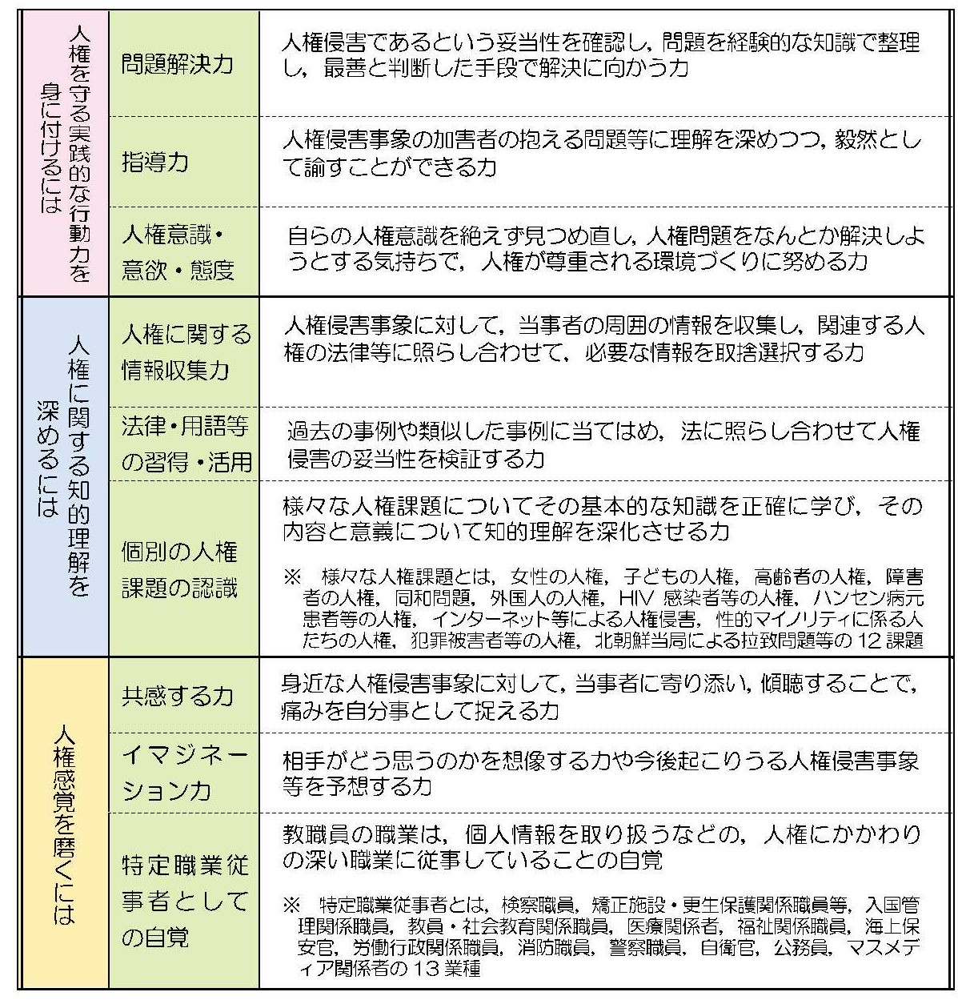 人権を守る実践的な行動力を
身に付けるには
問題解決力
人権侵害であるという妥当性を確認し，問題を経験的な知識で整理
し，最善と判断した手段で解決に向かう力
指導力
人権侵害事象の加害者の抱える問題等に理解を深めつつ，毅然とし
て諭すことができる力
人権意識・
意欲・態度
自らの人権意識を絶えず見つめ直し，人権問題をなんとか解決しよ
うとする気持ちで，人権が尊重される環境づくりに努める力
人権に関する知的理解を
深めるには
人権に関する
情報収集力
人権侵害事象に対して，当事者の周囲の情報を収集し，関連する人
権の法律等に照らし合わせて，必要な情報を取捨選択する力
法律・用語等
の習得・活用
過去の事例や類似した事例に当てはめ，法に照らし合わせて人権
侵害の妥当性を検証する力
個別の人権
課題の認識
様々な人権課題についてその基本的な知識を正確に学び，その
内容と意義について知的理解を深化させる力
※　様々な人権課題とは，女性の人権，子どもの人権，高齢者の人権，障害
者の人権，同和問題，外国人の人権，HIV 感染者等の人権，ハンセン病元
患者等の人権，インターネット等による人権侵害，性的マイノリティに係る人
たちの人権，犯罪被害者等の人権，北朝鮮当局による拉致問題等の 12 課題
人権感覚を磨くには
共感する力
身近な人権侵害事象に対して，当事者に寄り添い，傾聴することで，
痛みを自分事として捉える力
イマジネー
ション力
相手がどう思うのかを想像する力や今後起こりうる人権侵害事象
等を予想する力
特定職業従
事者として
の自覚
教職員の職業は，個人情報を取り扱うなどの，人権にかかわり
の深い職業に従事していることの自覚
※　特定職業従事者とは，検察職員，矯正施設・更生保護関係職員等，入国管
理関係職員，教員・社会教育関係職員，医療関係者，福祉関係職員，海上保
安官，労働行政関係職員，消防職員，警察職員，自衛官，公務員，マスメデ
ィア関係者の 13 業種